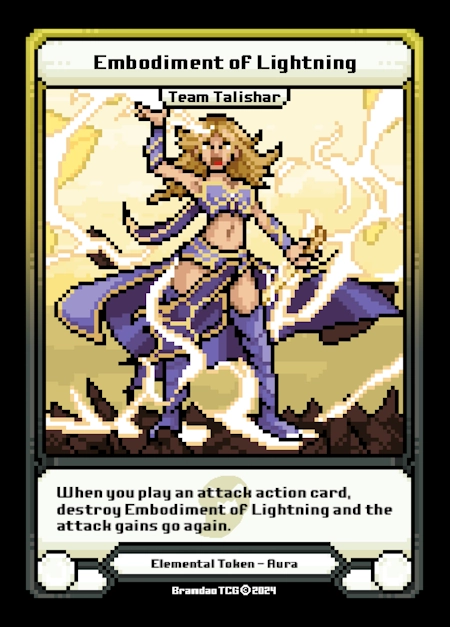 Embodiment of Lightning
Team Talishar
When you play an attack action card,
destroy Embodiment of Lightning and the
attack gains go again.
Elemental Token - Aura
Brandao TCG © 2024